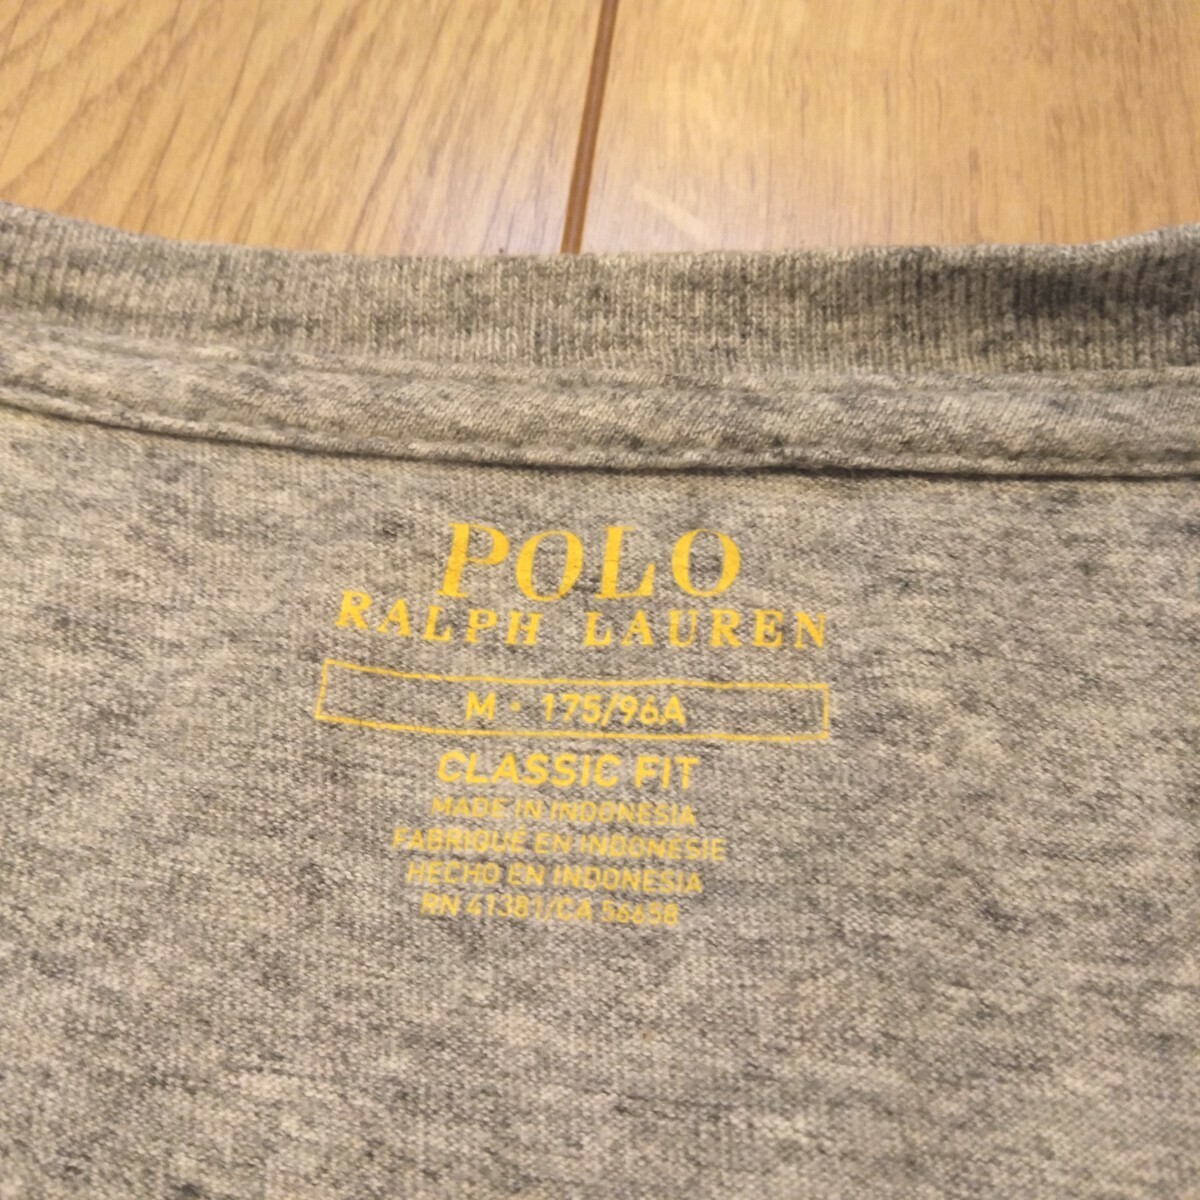 POLO
RALPH LAUREN
M · 175/96A
CLASSIC FIT
MADE IN INDONESIA
FABRIQUÉ EN INDONÉSIE
HECHO EN INDONESIA
RN 41381/CA 56658